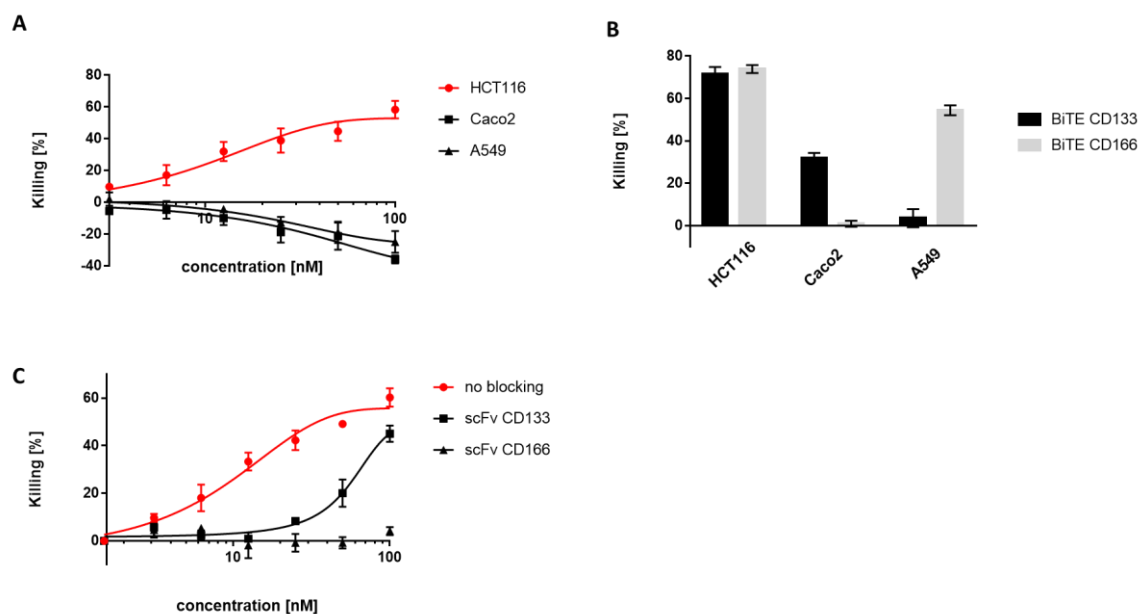 A
Killing [%]
80
60
40
20
0
-20
-40
10
100
concentration [nM]
HCT116
Caco2
A549
B
Killing [%]
80
60
40
20
0
HCT116
Caco2
A549
BiTE CD133
BiTE CD166
C
Killing [%]
60
40
20
0
10
100
concentration [nM]
no blocking
scFv CD133
scFv CD166